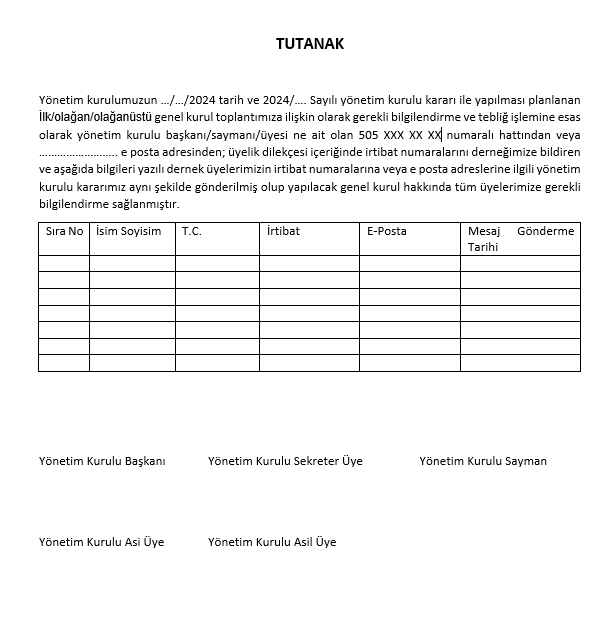 TUTANAK
Yönetim kurulumuzun .../.../2024 tarih ve 2024/.... Sayılı yönetim kurulu kararı ile yapılması planlanan
İlk/olağan/olağanüstü genel kurul toplantımıza ilişkin olarak gerekli bilgilendirme ve tebliğ işlemine esas
olarak yönetim kurulu başkanı/saymanı/üyesi ne ait olan 505 XXX XX XX numaralı hattından veya
.......................... e posta adresinden; üyelik dilekçesi içeriğinde irtibat numaralarını derneğimize bildiren
ve aşağıda bilgileri yazılı dernek üyelerimizin irtibat numaralarına veya e posta adreslerine ilgili yönetim
kurulu kararımız aynı şekilde gönderilmiş olup yapılacak genel kurul hakkında tüm üyelerimize gerekli
bilgilendirme sağlanmıştır.
Sıra No İsim Soyisim T.C. İrtibat E-Posta Mesaj Gönderme
Tarihi
Yönetim Kurulu Başkanı Yönetim Kurulu Sekreter Üye Yönetim Kurulu Sayman
Yönetim Kurulu Asi Üye Yönetim Kurulu Asil Üye